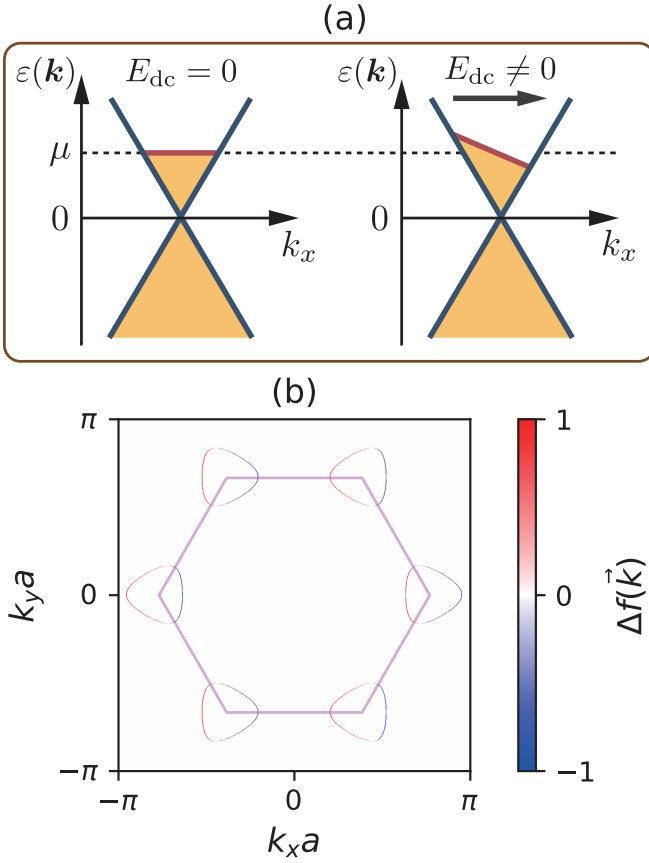 (a)
ε(k) E_dc = 0
μ
0
k_x
ε(k) E_dc ≠ 0
0
k_x
(b)
π
k_y a
0
−π
−π 0 π
k_x a
1
0
−1
Δf(k⃗)